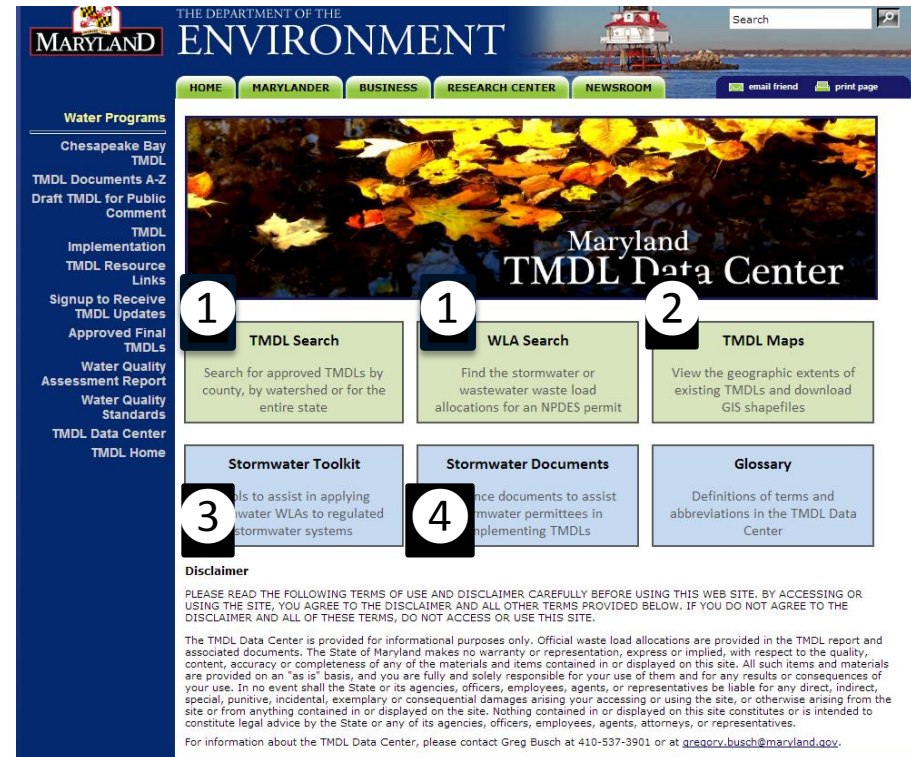 MARYLAND
THE DEPARTMENT OF THE
ENVIRONMENT
Search
HOME MARYLANDER BUSINESS RESEARCH CENTER NEWSROOM
email friend print page
Water Programs
Chesapeake Bay
TMDL
TMDL Documents A-Z
Draft TMDL for Public
Comment
TMDL
Implementation
TMDL Resource
Links
Signup to Receive
TMDL Updates
Approved Final
TMDLs
Water Quality
Assessment Report
Water Quality
Standards
TMDL Data Center
TMDL Home
Maryland
TMDL Data Center
1
TMDL Search
Search for approved TMDLs by
county, by watershed or for the
entire state
1
WLA Search
Find the stormwater or
wastewater waste load
allocations for an NPDES permit
2
TMDL Maps
View the geographic extents of
existing TMDLs and download
GIS shapefiles
3
Stormwater Toolkit
to assist in applying
WLAs to regulated
stormwater systems
4
Stormwater Documents
documents to assist
permittees in
TMDLs
Glossary
Definitions of terms and
abbreviations in the TMDL Data
Center
Disclaimer
PLEASE READ THE FOLLOWING TERMS OF USE AND DISCLAIMER CAREFULLY BEFORE USING THIS WEB SITE. BY ACCESSING OR
USING THE SITE, YOU AGREE TO THE DISCLAIMER AND ALL OTHER TERMS PROVIDED BELOW. IF YOU DO NOT AGREE TO THE
DISCLAIMER AND ALL OF THESE TERMS, DO NOT ACCESS OR USE THIS SITE.
The TMDL Data Center is provided for informational purposes only. Official waste load allocations are provided in the TMDL report and
associated documents. The State of Maryland makes no warranty or representation, express or implied, with respect to the quality,
content, accuracy or completeness of any of the materials and items contained in or displayed on this site. All such items and materials
are provided on an "as is" basis, and you are fully and solely responsible for your use of them and for any results or consequences of
your use. In no event shall the State or its agencies, officers, employees, agents, or representatives be liable for any direct, indirect,
special, punitive, incidental, exemplary or consequential damages arising your accessing or using the site, or otherwise arising from the
site or from anything contained in or displayed on the site. Nothing contained in or displayed on this site constitutes or is intended to
constitute legal advice by the State or any of its agencies, officers, employees, agents, attorneys, or representatives.
For information about the TMDL Data Center, please contact Greg Busch at 410-537-3901 or at gregory.busch@maryland.gov.